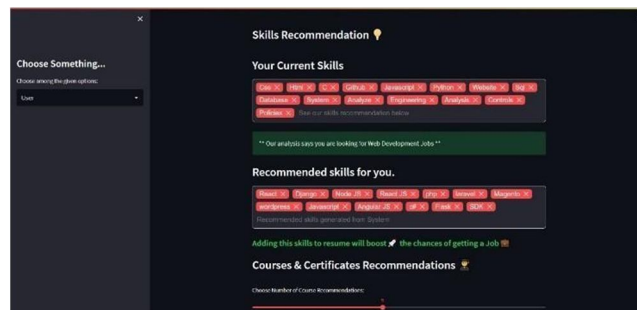 ×
Choose Something...
Choose among the given options:
User
Skills Recommendation 💡
Your Current Skills
Css × Html × C × Github × Javascript × Python × Website × Sql ×
Database × System × Analyze × Engineering × Analysis × Controls ×
Policies × See our skills recommendation below
** Our analysis says you are looking for Web Development Jobs **
Recommended skills for you.
React × Django × Node JS × React JS × php × laravel × Magento ×
wordpress × Javascript × Angular JS × c# × Flask × SDK ×
Recommended skills generated from System
Adding this skills to resume will boost 🚀 the chances of getting a Job 💼
Courses & Certificates Recommendations 👨‍🎓
Choose Number of Course Recommendations: